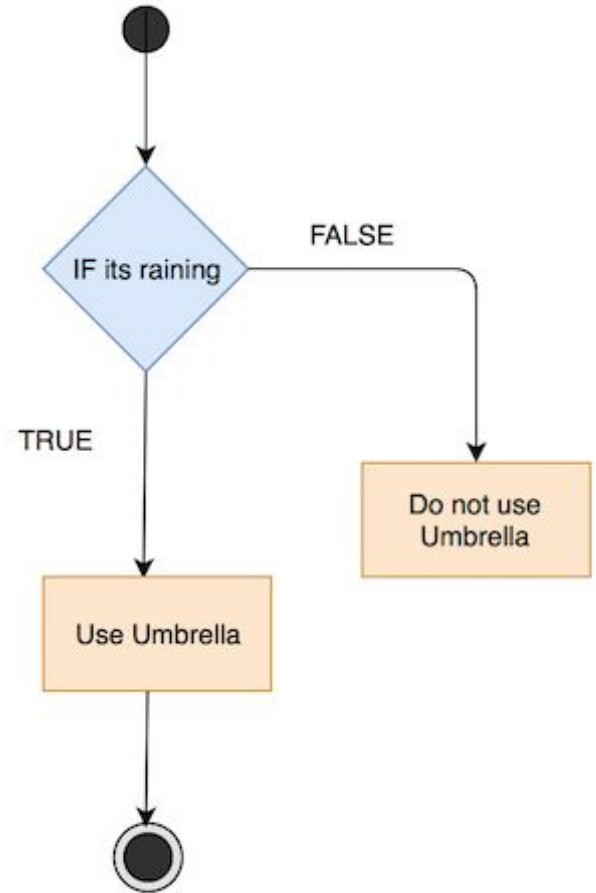 IF its raining
FALSE
TRUE
Do not use
Umbrella
Use Umbrella